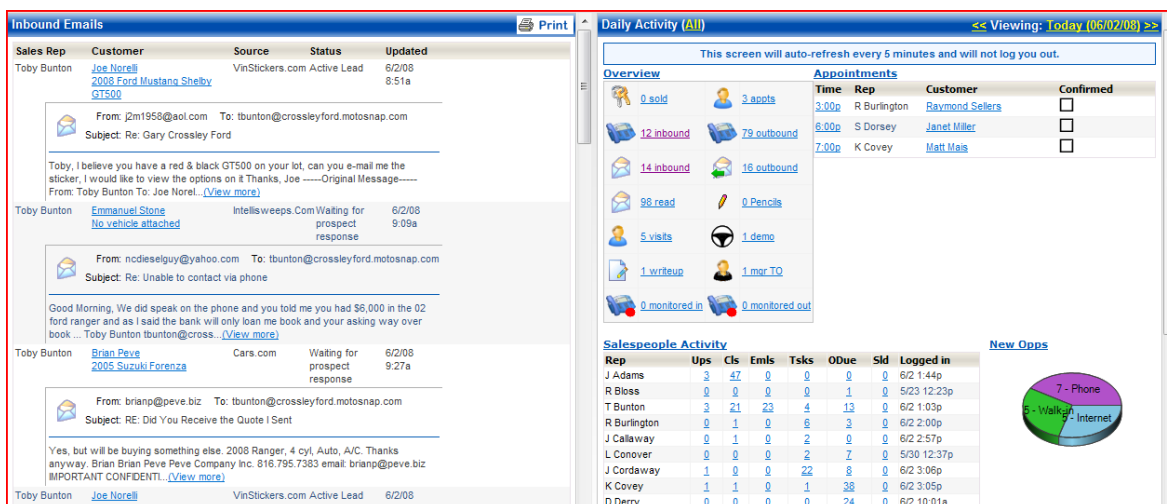 Inbound Emails
Print
Sales Rep Customer Source Status Updated
Toby Bunton Joe Norelli VinStickers.com Active Lead 6/2/08
2008 Ford Mustang Shelby 8:51a
GT500
From: j2m1958@aol.com To: tbunton@crossleyford.motosnap.com
Subject: Re: Gary Crossley Ford
Toby, I believe you have a red & black GT500 on your lot, can you e-mail me the
sticker, I would like to view the options on it Thanks, Joe -----Original Message-----
From: Toby Bunton To: Joe Norel...(View more)
Toby Bunton Emmanuel Stone Intellisweeps.Com Waiting for 6/2/08
No vehicle attached prospect 9:09a
response
From: ncdieselguy@yahoo.com To: tbunton@crossleyford.motosnap.com
Subject: Re: Unable to contact via phone
Good Morning, We did speak on the phone and you told me you had $6,000 in the 02
ford ranger and as I said the bank will only loan me book and your asking way over
book ... Toby Bunton tbunton@cross...(View more)
Toby Bunton Brian Peve Cars.com Waiting for 6/2/08
2005 Suzuki Forenza prospect 9:27a
response
From: brianp@peve.biz To: tbunton@crossleyford.motosnap.com
Subject: RE: Did You Receive the Quote I Sent
Yes, but will be buying something else. 2008 Ranger, 4 cyl, Auto, A/C. Thanks
anyway. Brian Brian Peve Peve Company Inc. 816.795.7383 email: brianp@peve.biz
IMPORTANT CONFIDENTI...(View more)
Toby Bunton Joe Norelli VinStickers.com Active Lead 6/2/08
Daily Activity (All)
<< Viewing: Today (06/02/08) >>
This screen will auto-refresh every 5 minutes and will not log you out.
Overview
0 sold 3 appts
12 inbound 79 outbound
14 inbound 16 outbound
98 read 0 Pencils
5 visits 1 demo
1 writeup 1 mgr TO
0 monitored in 0 monitored out
Appointments
Time Rep Customer Confirmed
3:00p R Burlington Raymond Sellers
6:00p S Dorsey Janet Miller
7:00p K Covey Matt Mais
Salespeople Activity
Rep Ups Cls Emls Tsks ODue Sld Logged in
J Adams 3 47 0 0 0 0 6/2 1:44p
R Bloss 0 0 0 0 1 0 5/23 12:23p
T Bunton 3 21 23 4 13 0 6/2 1:03p
R Burlington 0 1 0 6 3 0 6/2 2:00p
J Callaway 0 1 0 2 0 0 6/2 2:57p
L Conover 0 0 0 2 7 0 5/30 12:37p
J Cordaway 1 0 0 22 8 0 6/2 3:06p
K Covey 1 1 0 1 38 0 6/2 3:05p
D Derry 0 0 0 0 24 0 6/2 10:01a
New Opps
7 - Phone
5 - Walk-in
5 - Internet